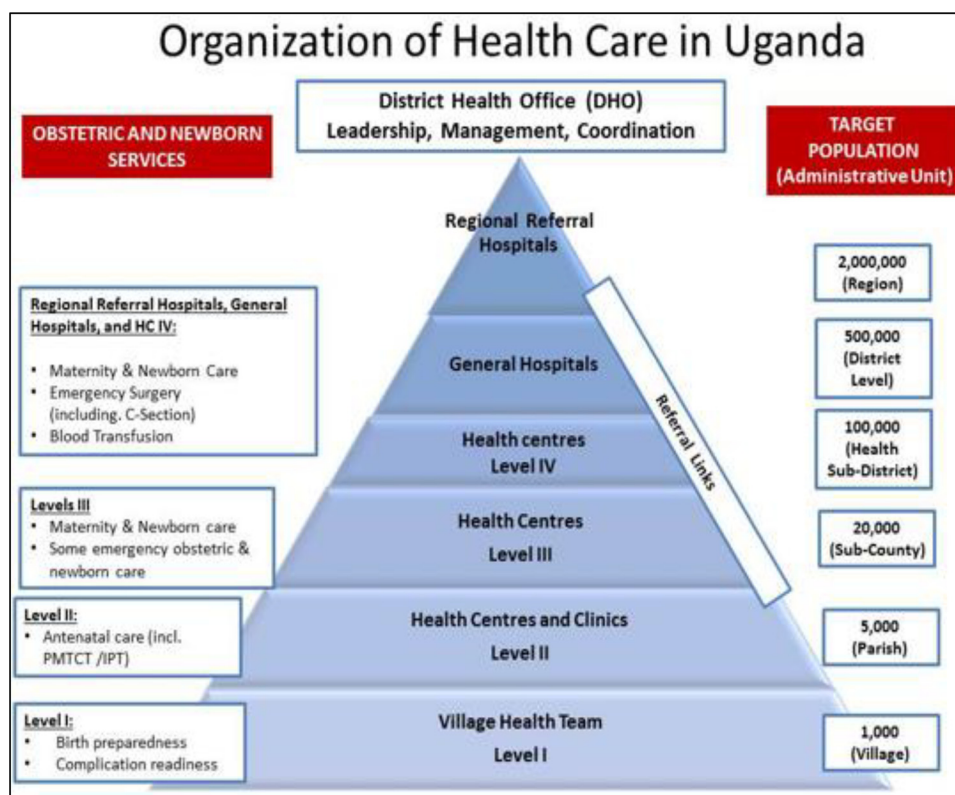 Organization of Health Care in Uganda
District Health Office (DHO)
Leadership, Management, Coordination
OBSTETRIC AND NEWBORN
SERVICES
TARGET
POPULATION
(Administrative Unit)
Regional Referral
Hospitals
2,000,000
(Region)
Regional Referral Hospitals, General
Hospitals, and HC IV:
• Maternity & Newborn Care
• Emergency Surgery
(including. C-Section)
• Blood Transfusion
General Hospitals
500,000
(District
Level)
Referral Links
Health centres
Level IV
100,000
(Health
Sub-District)
Levels III
• Maternity & Newborn care
• Some emergency obstetric &
newborn care
Health Centres
Level III
20,000
(Sub-County)
Level II:
• Antenatal care (incl.
PMTCT /IPT)
Health Centres and Clinics
Level II
5,000
(Parish)
Level I:
• Birth preparedness
• Complication readiness
Village Health Team
Level I
1,000
(Village)